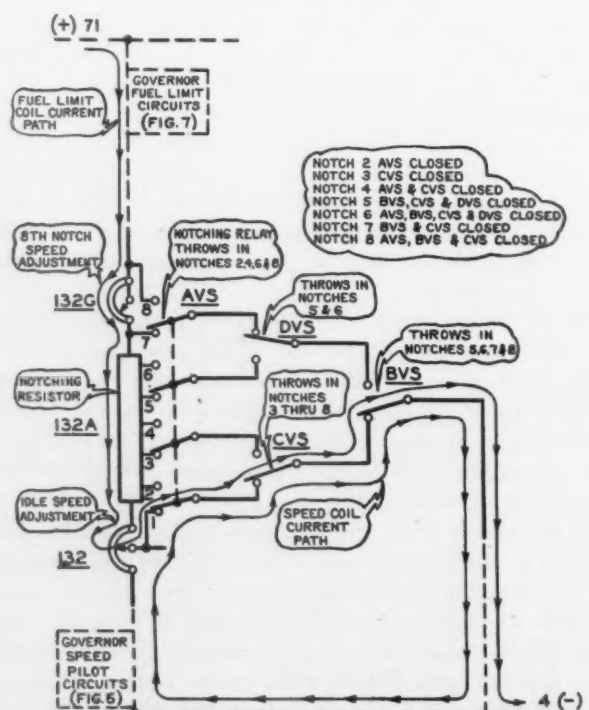 (+) 71
GOVERNOR
FUEL LIMIT
CIRCUITS
(FIG. 7)
FUEL LIMIT
COIL CURRENT
PATH
NOTCH 2 AVS CLOSED
NOTCH 3 CVS CLOSED
NOTCH 4 AVS & CVS CLOSED
NOTCH 5 BVS, CVS & DVS CLOSED
NOTCH 6 AVS, BVS, CVS & DVS CLOSED
NOTCH 7 BVS & CVS CLOSED
NOTCH 8 AVS, BVS & CVS CLOSED
8TH NOTCH
SPEED
ADJUSTMENT
NOTCHING RELAY
THROWS IN
NOTCHES 2,4,6 & 8
THROWS IN
NOTCHES
5 & 6
132G
8
AVS
DVS
THROWS IN
NOTCHES 5,6,7 & 8
7
BVS
6
NOTCHING
RESISTOR
5
THROWS IN
NOTCHES
3 THRU 8
132A
4
CVS
3
IDLE SPEED
ADJUSTMENT
2
1
SPEED COIL
CURRENT
PATH
132
GOVERNOR
SPEED
PILOT
CIRCUITS
(FIG. 6)
4 (-)